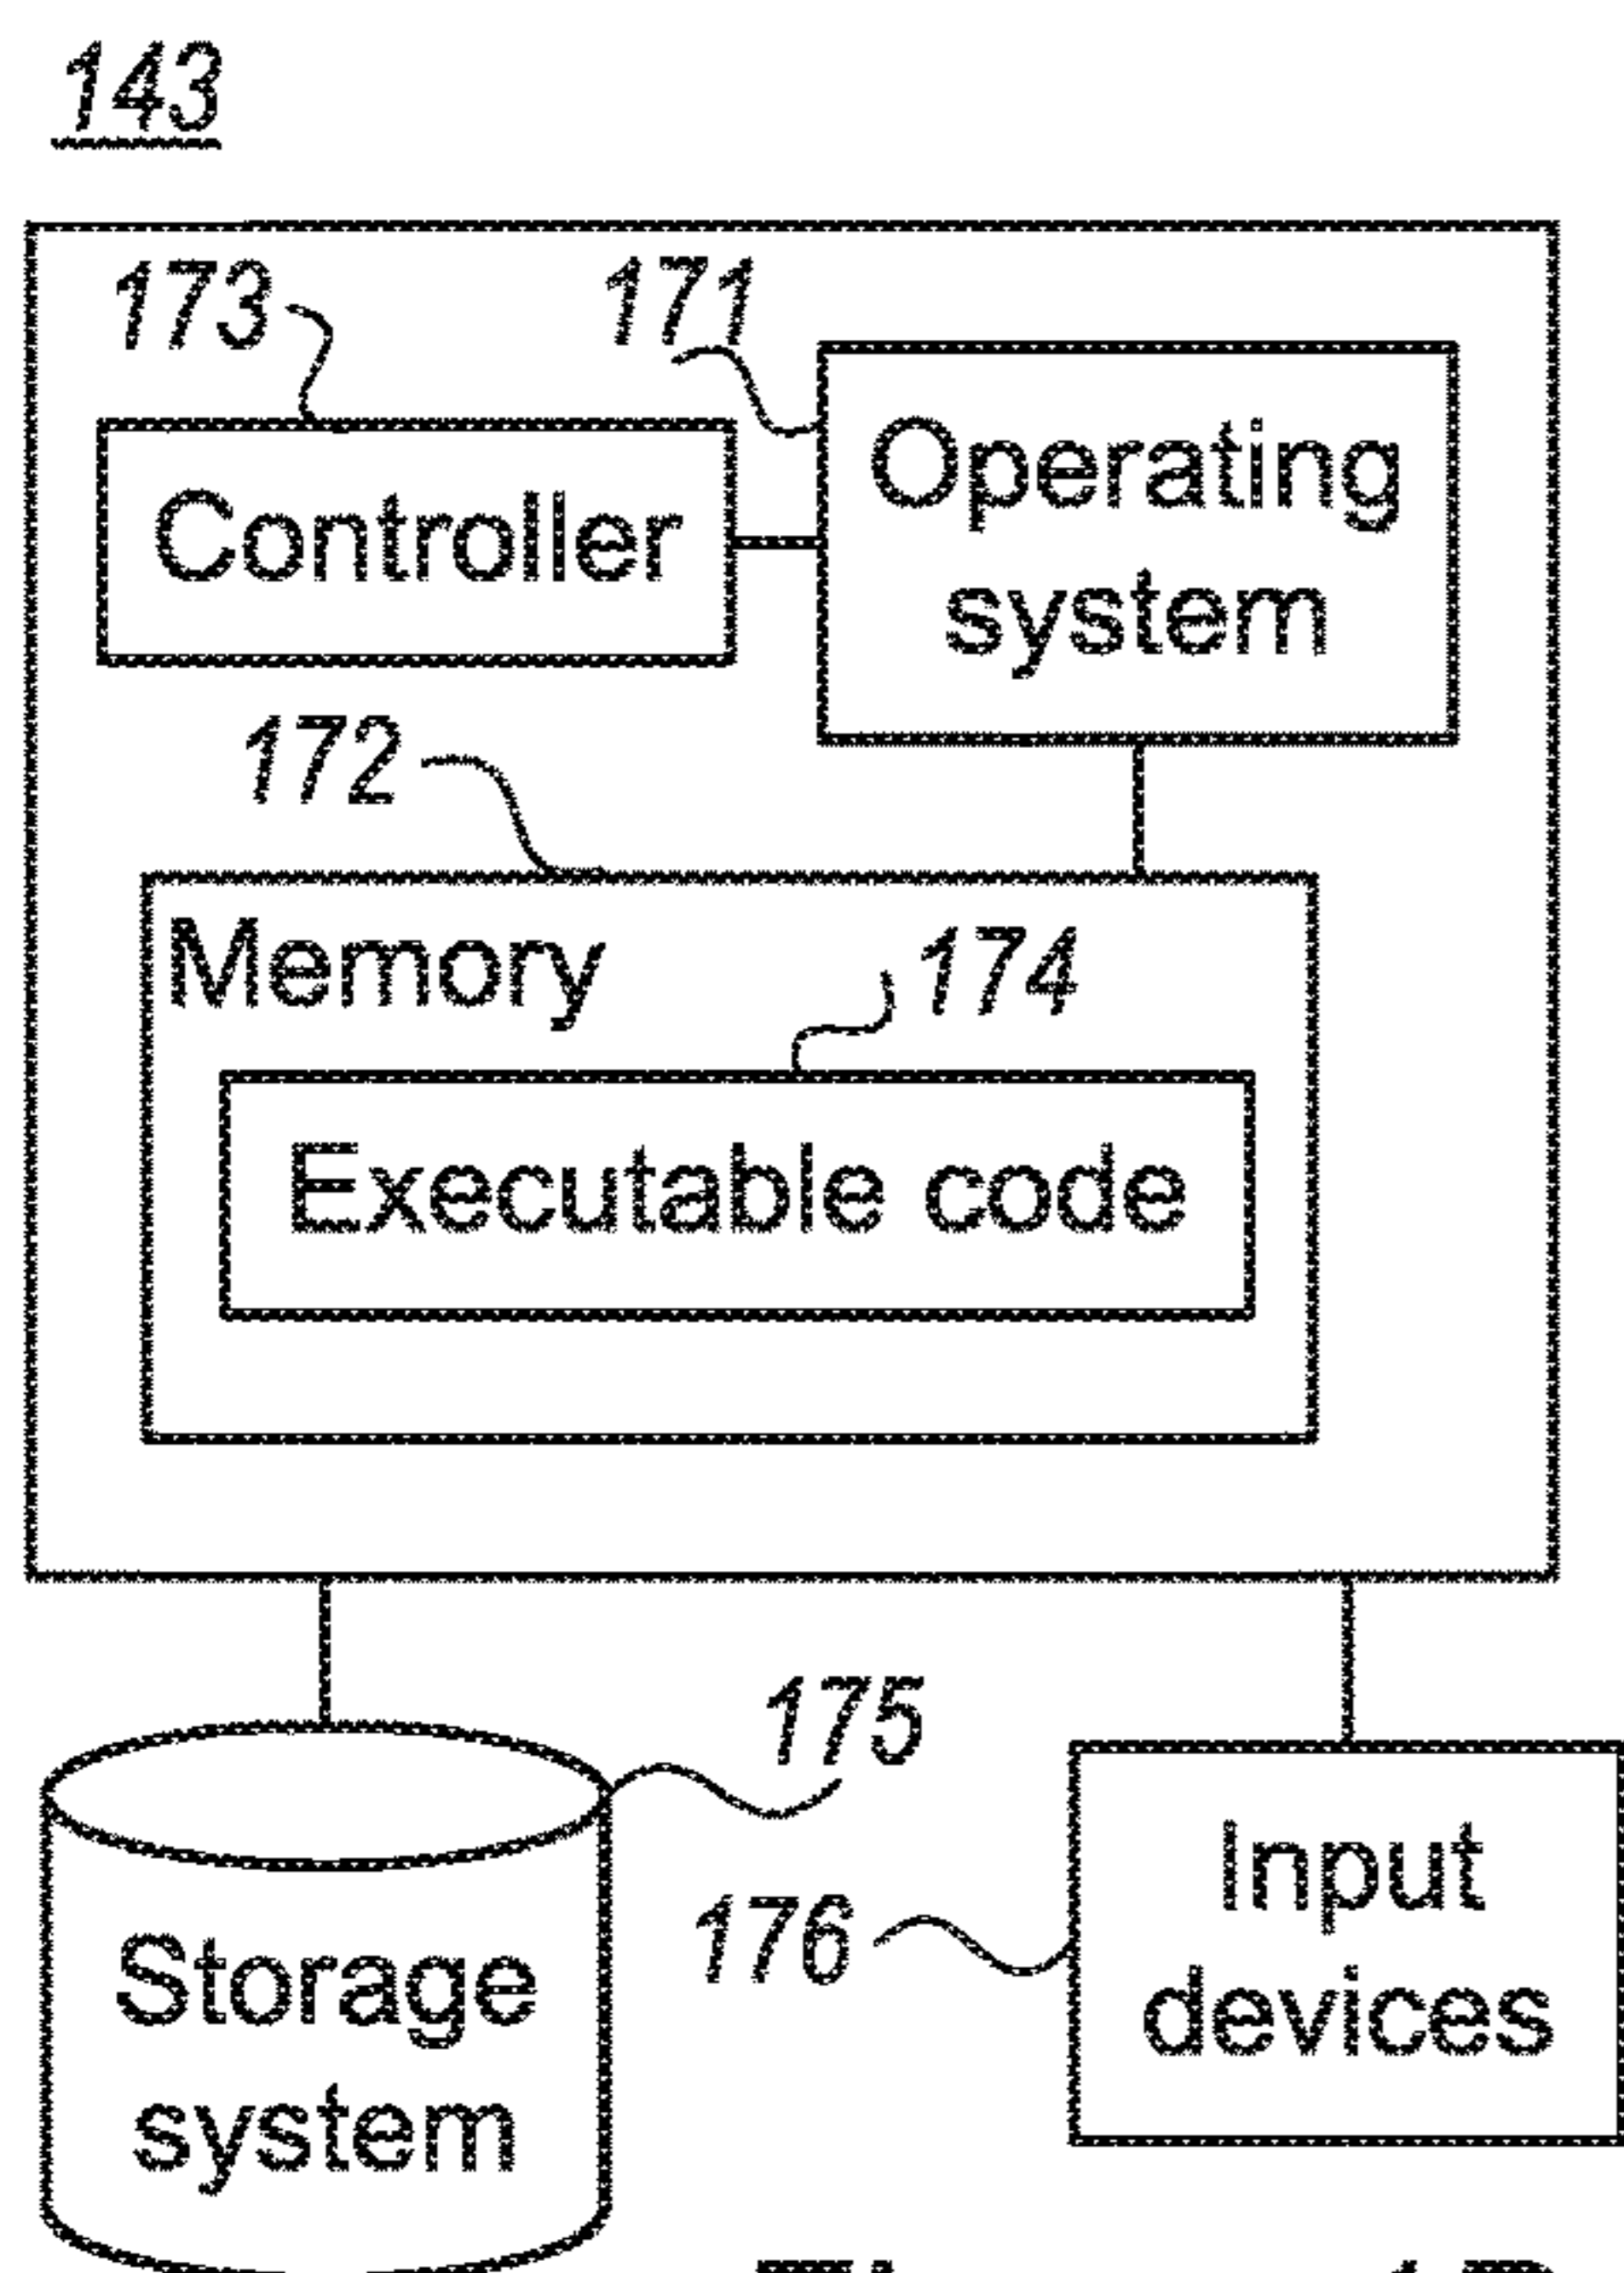 143
173
171
Controller
Operating
system
172
Memory
174
Executable code
175
176
Input
devices
Storage
system